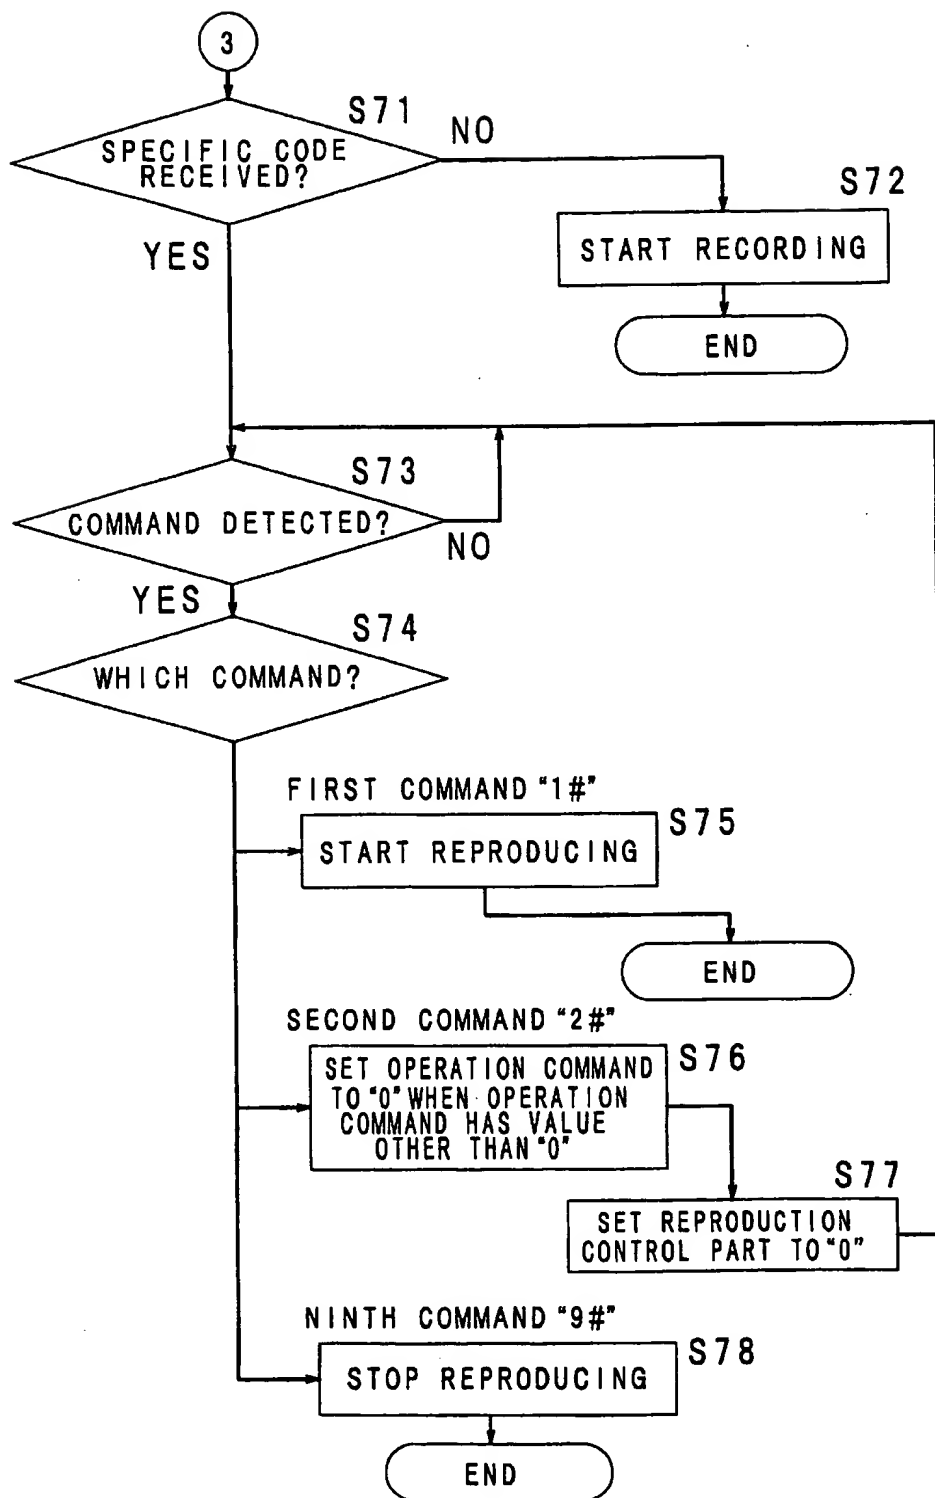 3
S71
SPECIFIC CODE
RECEIVED?
NO
YES
S72
START RECORDING
END
S73
COMMAND DETECTED?
NO
YES
S74
WHICH COMMAND?
FIRST COMMAND "1#"
S75
START REPRODUCING
END
SECOND COMMAND "2#"
S76
SET OPERATION COMMAND
TO "0" WHEN OPERATION
COMMAND HAS VALUE
OTHER THAN "0"
S77
SET REPRODUCTION
CONTROL PART TO "0"
NINTH COMMAND "9#"
S78
STOP REPRODUCING
END